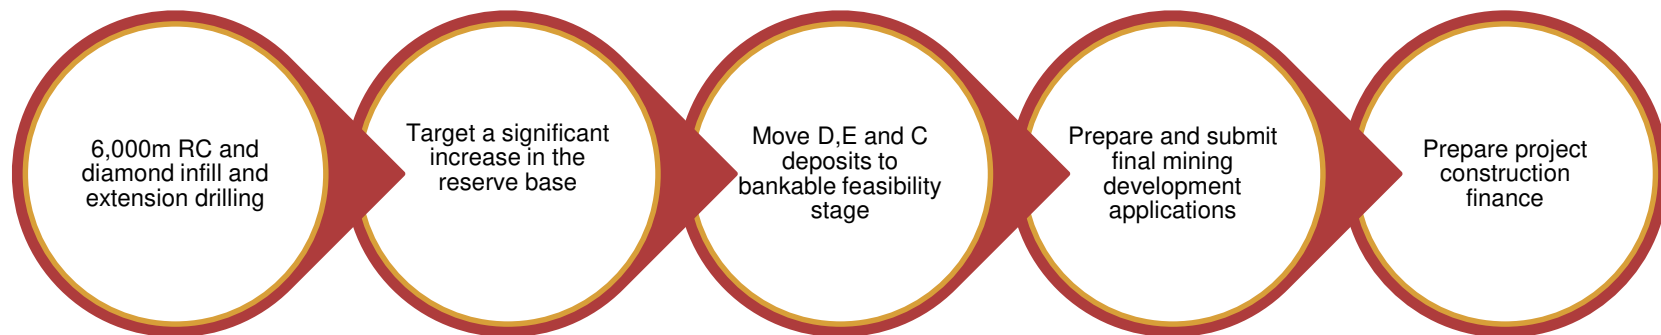 6,000m RC and
diamond infill and
extension drilling
Target a significant
increase in the
reserve base
Move D,E and C
deposits to
bankable feasibility
stage
Prepare and submit
final mining
development
applications
Prepare project
construction
finance